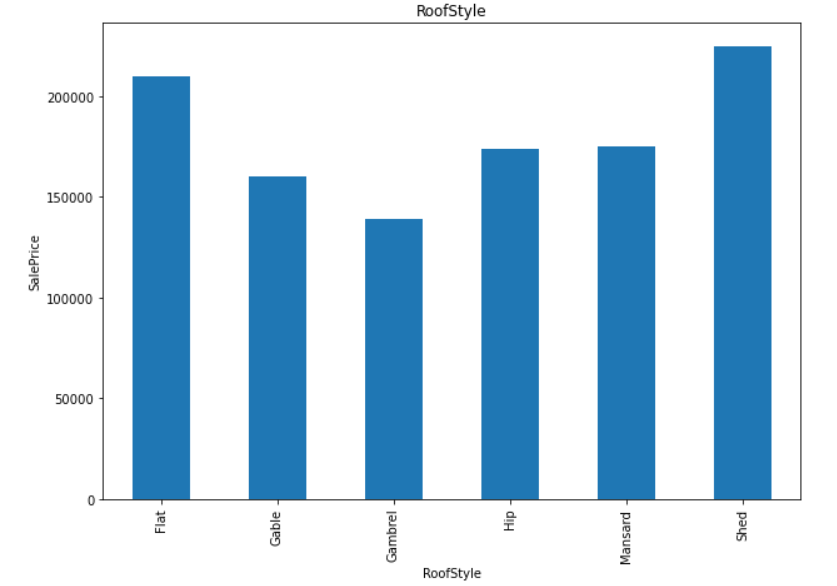 RoofStyle
200000
150000
100000
50000
0
SalePrice
Flat
Gable
Gambrel
Hip
Mansard
Shed
RoofStyle